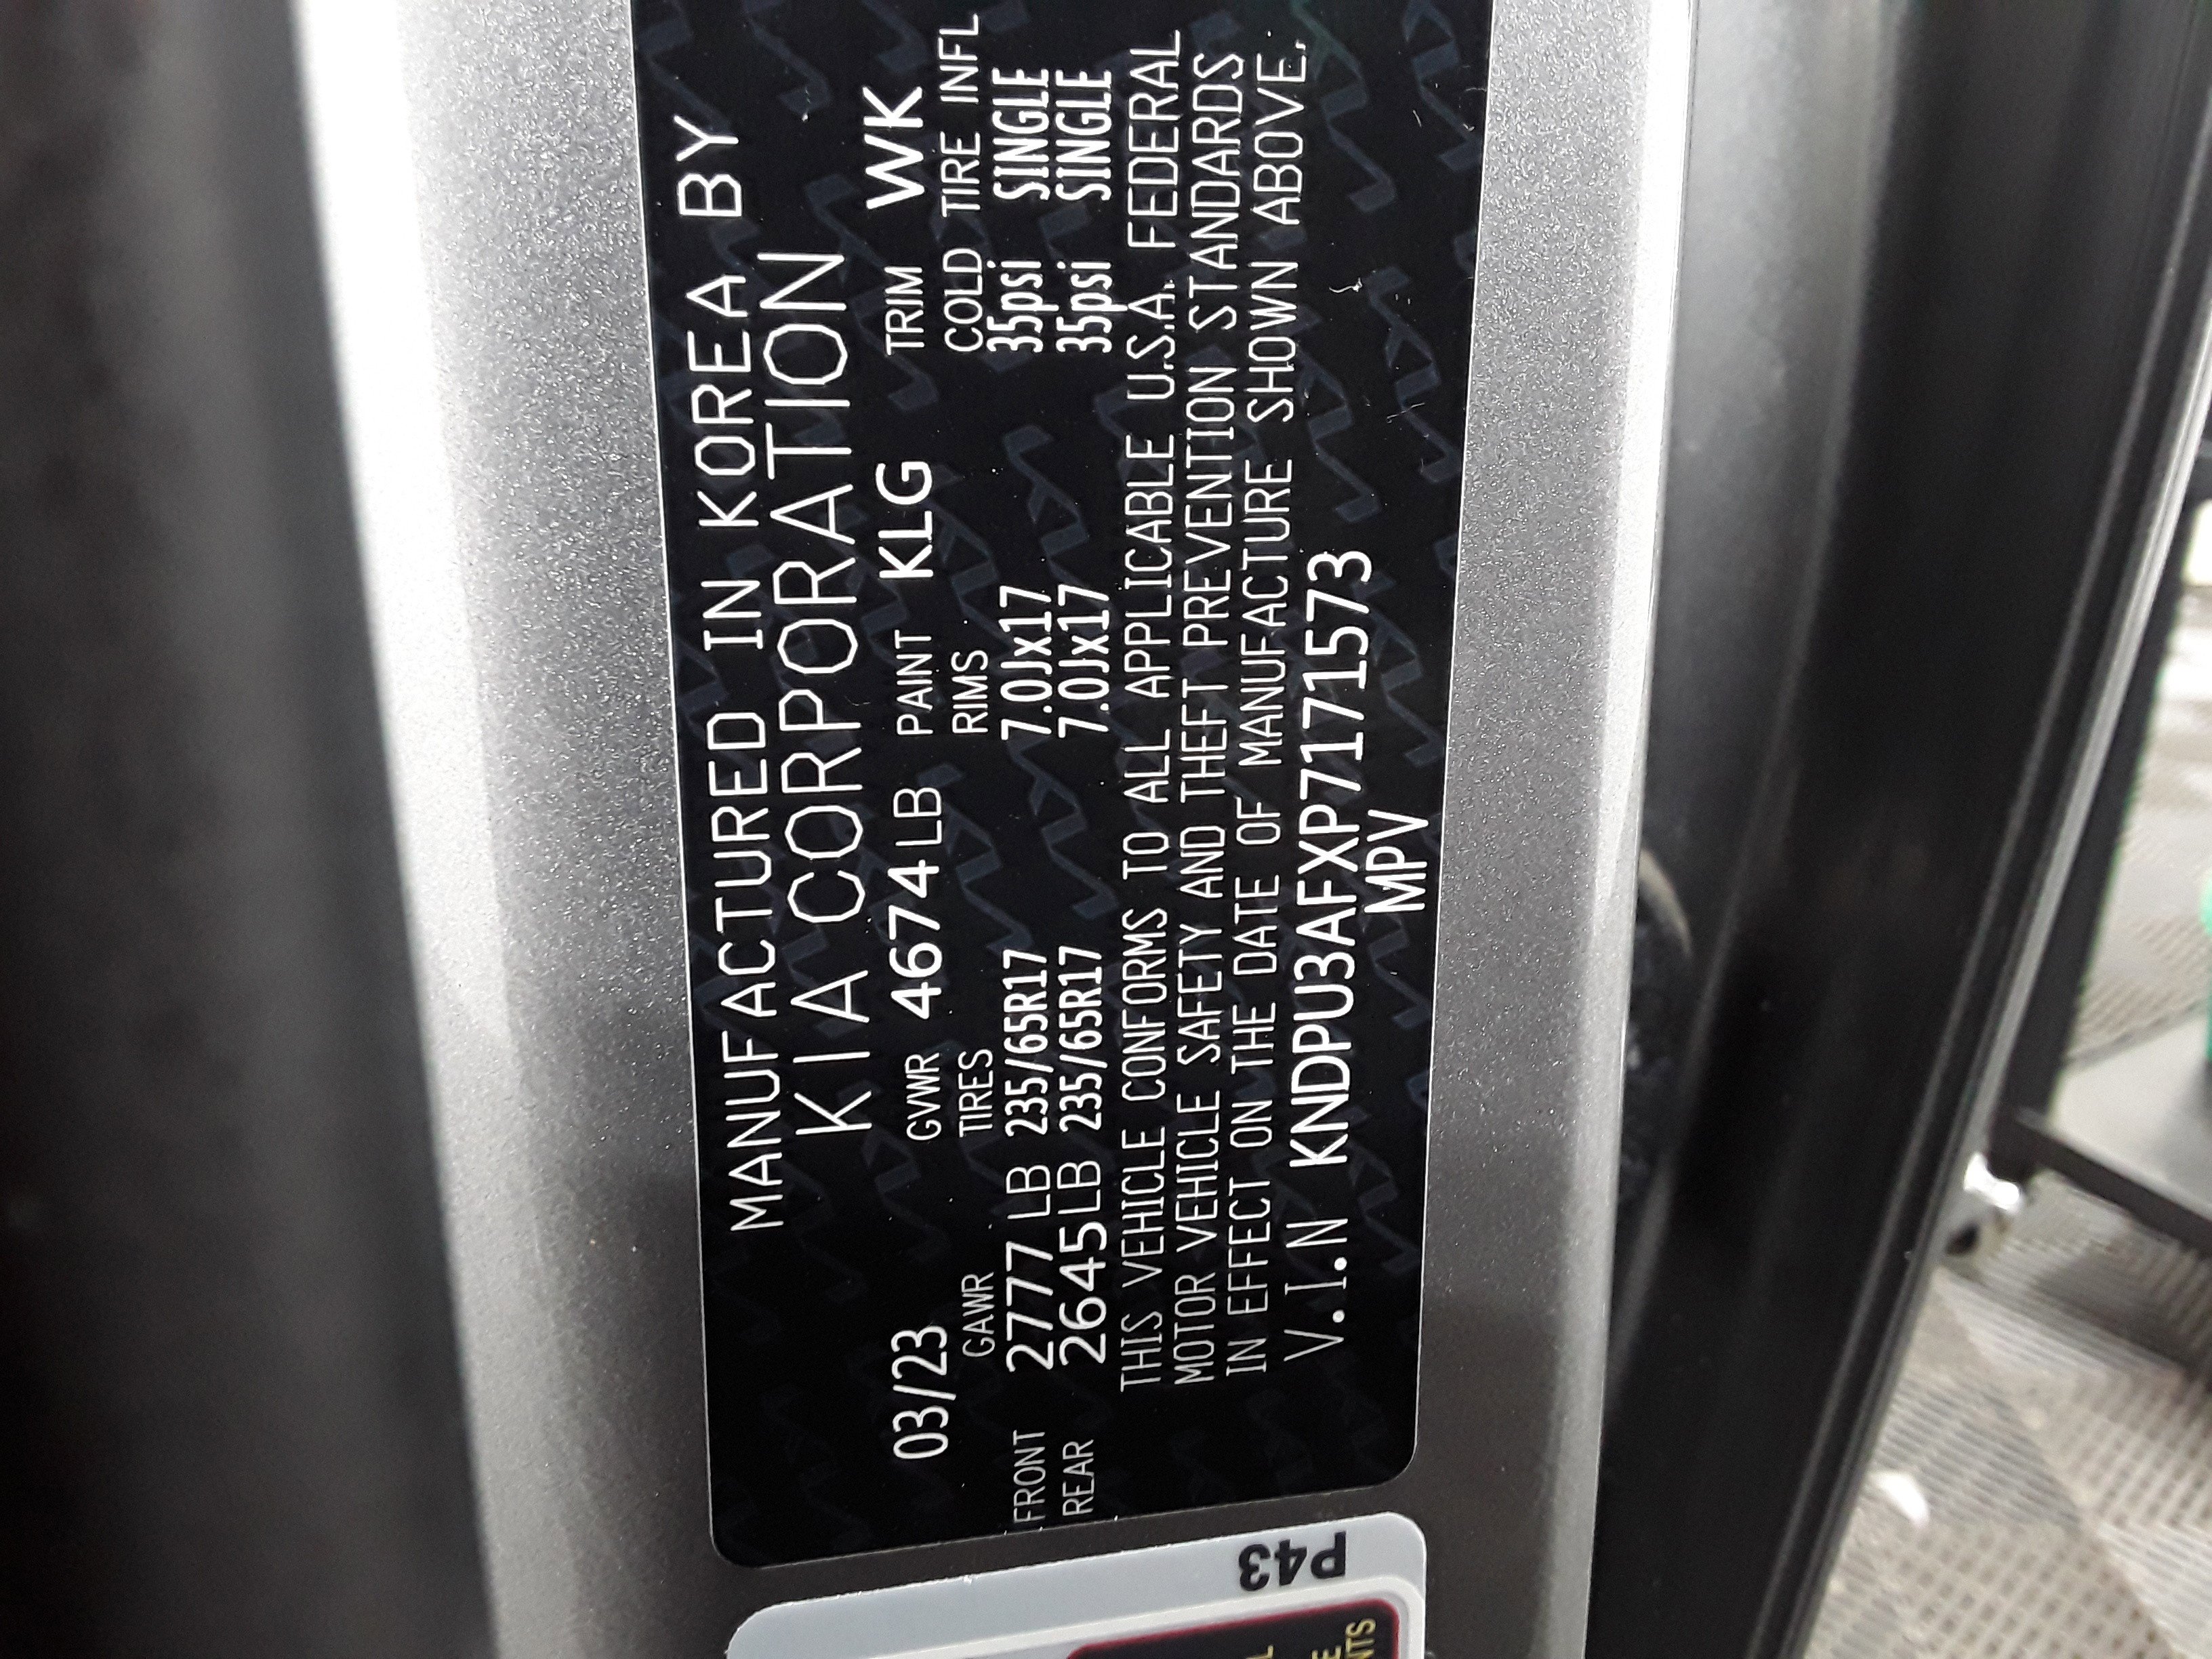 MANUFACTURED IN KOREA BY
KIA CORPORATION
03/23 GVWR 4674LB PAINT KLG TRIM WK
GAWR TIRES RIMS COLD TIRE INFL
FRONT 2777 LB 235/65R17 7.0Jx17 35psi SINGLE
REAR 2645LB 235/65R17 7.0Jx17 35psi SINGLE
THIS VEHICLE CONFORMS TO ALL APPLICABLE U.S.A. FEDERAL
MOTOR VEHICLE SAFETY AND THEFT PREVENTION STANDARDS
IN EFFECT ON THE DATE OF MANUFACTURE SHOWN ABOVE.
V.I.N KNDPU3AFXP7171573
MPV
P43